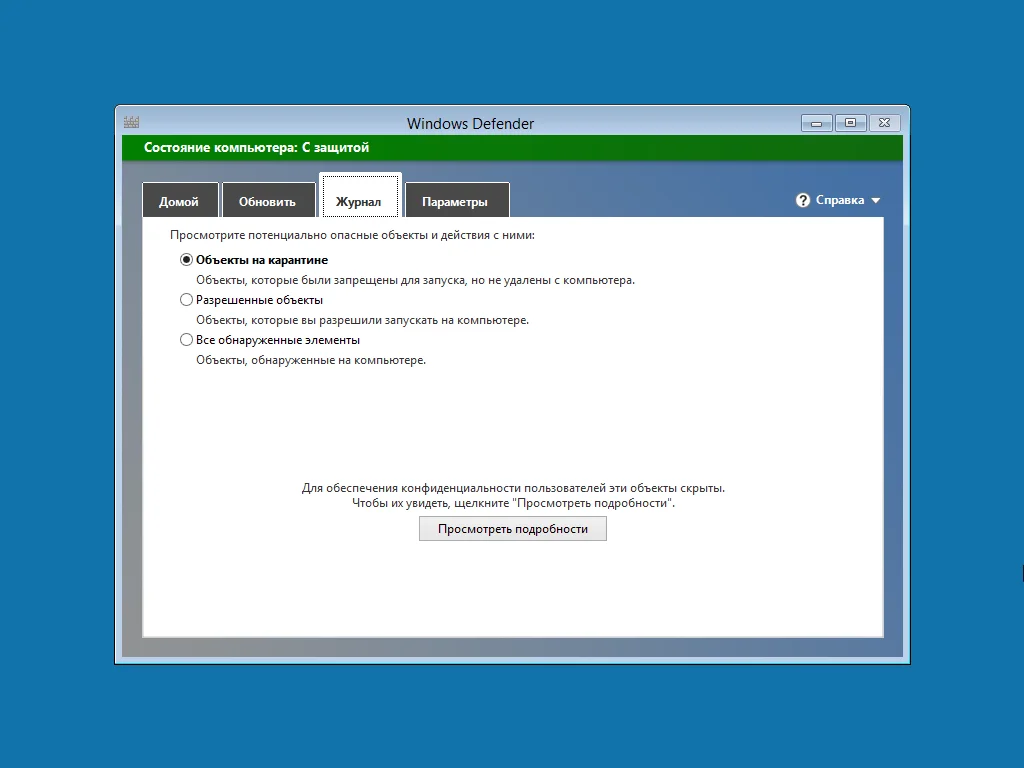 Windows Defender
Состояние компьютера: С защитой
Домой Обновить Журнал Параметры ? Справка
Просмотрите потенциально опасные объекты и действия с ними:
Объекты на карантине
Объекты, которые были запрещены для запуска, но не удалены с компьютера.
Разрешенные объекты
Объекты, которые вы разрешили запускать на компьютере.
Все обнаруженные элементы
Объекты, обнаруженные на компьютере.
Для обеспечения конфиденциальности пользователей эти объекты скрыты.
Чтобы их увидеть, щелкните "Просмотреть подробности".
Просмотреть подробности